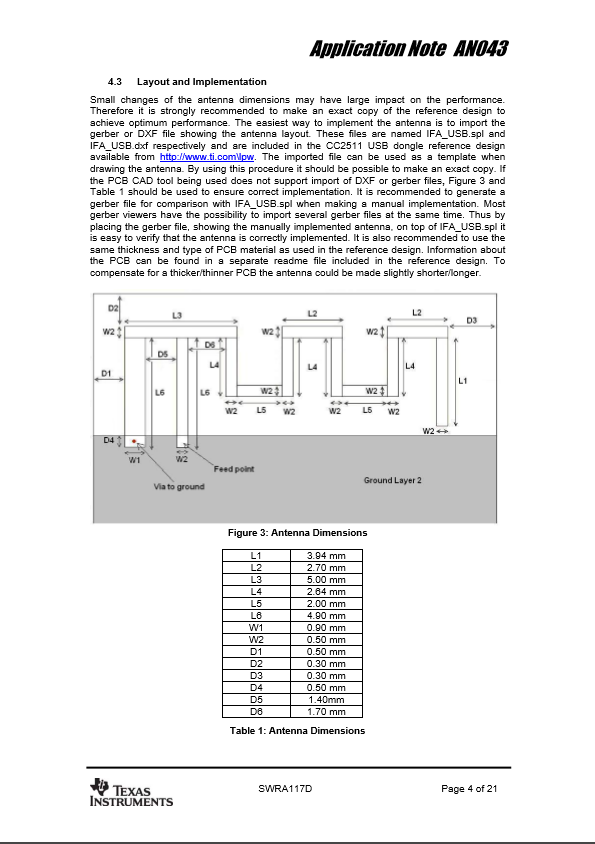 Application Note AN043
4.3 Layout and Implementation
Small changes of the antenna dimensions may have large impact on the performance.
Therefore it is strongly recommended to make an exact copy of the reference design to
achieve optimum performance. The easiest way to implement the antenna is to import the
gerber or DXF file showing the antenna layout. These files are named IFA_USB.spl and
IFA_USB.dxf respectively and are included in the CC2511 USB dongle reference design
available from http://www.ti.com\lpw. The imported file can be used as a template when
drawing the antenna. By using this procedure it should be possible to make an exact copy. If
the PCB CAD tool being used does not support import of DXF or gerber files, Figure 3 and
Table 1 should be used to ensure correct implementation. It is recommended to generate a
gerber file for comparison with IFA_USB.spl when making a manual implementation. Most
gerber viewers have the possibility to import several gerber files at the same time. Thus by
placing the gerber file, showing the manually implemented antenna, on top of IFA_USB.spl it
is easy to verify that the antenna is correctly implemented. It is also recommended to use the
same thickness and type of PCB material as used in the reference design. Information about
the PCB can be found in a separate readme file included in the reference design. To
compensate for a thicker/thinner PCB the antenna could be made slightly shorter/longer.
D2 L3 L2 L2 D3
W2 W2 W2
D5 D6
D1 L4 L4 L4 L1
L6 L6 W2 W2
W2 L5 W2 W2 L5 W2
W2
D4
W1 W2
Feed point
Via to ground
Ground Layer 2
Figure 3: Antenna Dimensions
L1 3.94 mm
L2 2.70 mm
L3 5.00 mm
L4 2.64 mm
L5 2.00 mm
L6 4.90 mm
W1 0.90 mm
W2 0.50 mm
D1 0.50 mm
D2 0.30 mm
D3 0.30 mm
D4 0.50 mm
D5 1.40mm
D6 1.70 mm
Table 1: Antenna Dimensions
TEXAS
INSTRUMENTS
SWRA117D
Page 4 of 21